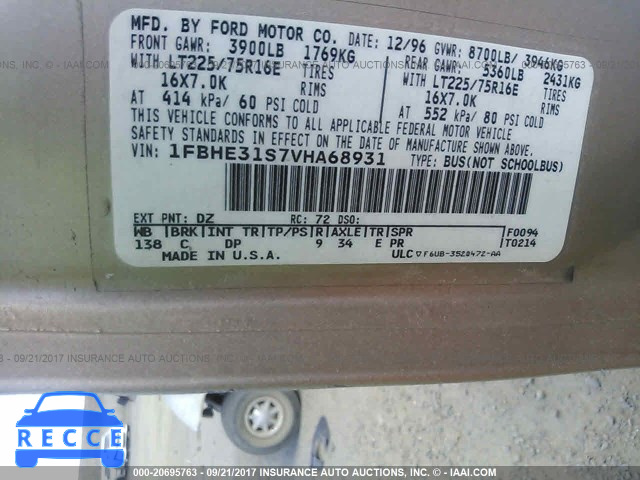 MFD. BY FORD MOTOR CO.
DATE: 12/96 GVWR: 8700LB/ 3946KG
FRONT GAWR: 3900LB 1769KG
REAR GAWR: 5360LB 2431KG
WITH LT225/75R16E TIRES
WITH LT225/75R16E TIRES
16X7.0K RIMS
16X7.0K RIMS
AT 414 kPa/ 60 PSI COLD
AT 552 kPa/ 80 PSI COLD
THIS VEHICLE CONFORMS TO ALL APPLICABLE FEDERAL MOTOR VEHICLE
SAFETY STANDARDS IN EFFECT ON THE DATE OF MANUFACTURE SHOWN ABOVE.
VIN: 1FBHE31S7VHA68931
TYPE: BUS(NOT SCHOOLBUS)
EXT PNT: DZ RC: 72 DSO:
WB BRK INT TR TP/PS R AXLE TR SPR F0094
138 C DP 9 34 E PR T0214
MADE IN U.S.A.
ULC F6UB-3520472-AA
000-20695763 - 09/21/2017 INSURANCE AUTO AUCTIONS - © - IAAI.COM